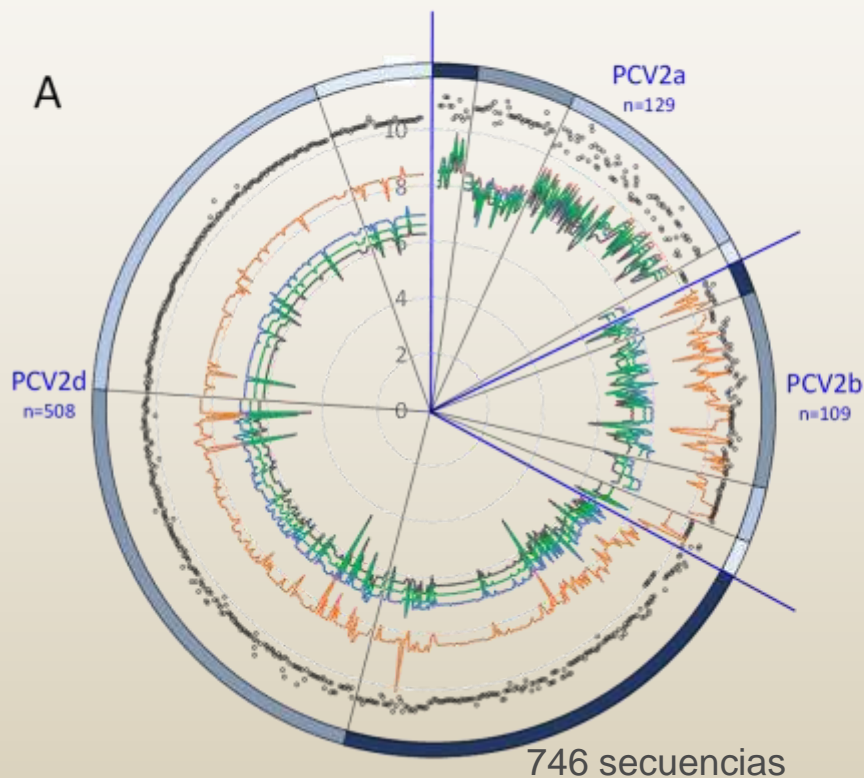 A
PCV2a
n=129
10
8
6
4
2
0
PCV2d
n=508
PCV2b
n=109
746 secuencias